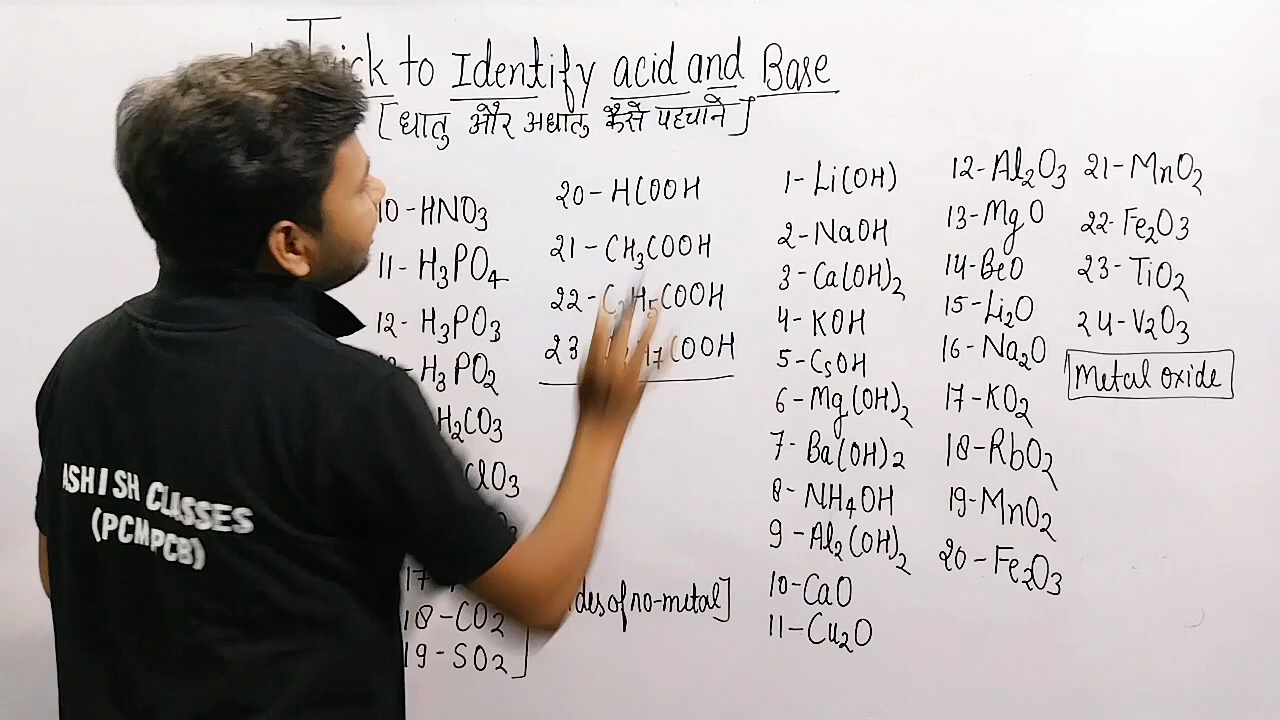 Trick to Identify acid and Base
[धातु और अधातु कैसे पहचाने]
10-HNO3
11-H3PO4
12-H3PO3
H3PO2
H2CO3
ClO3
17
18-CO2
19-SO2
20-HCOOH
21-CH3COOH
22-C2H5COOH
23 H7COOH
des of no-metal]
1-Li(OH)
2-NaOH
3-Ca(OH)2
4-KOH
5-CsOH
6-Mg(OH)2
7-Ba(OH)2
8-NH4OH
9-Al2(OH)2
10-CaO
11-Cu2O
12-Al2O3
13-MgO
14-BeO
15-Li2O
16-Na2O
17-KO2
18-RbO2
19-MnO2
20-Fe2O3
21-MnO2
22-Fe2O3
23-TiO2
24-V2O3
Metal oxide
ASHISH CLASSES
(PCMPCB)